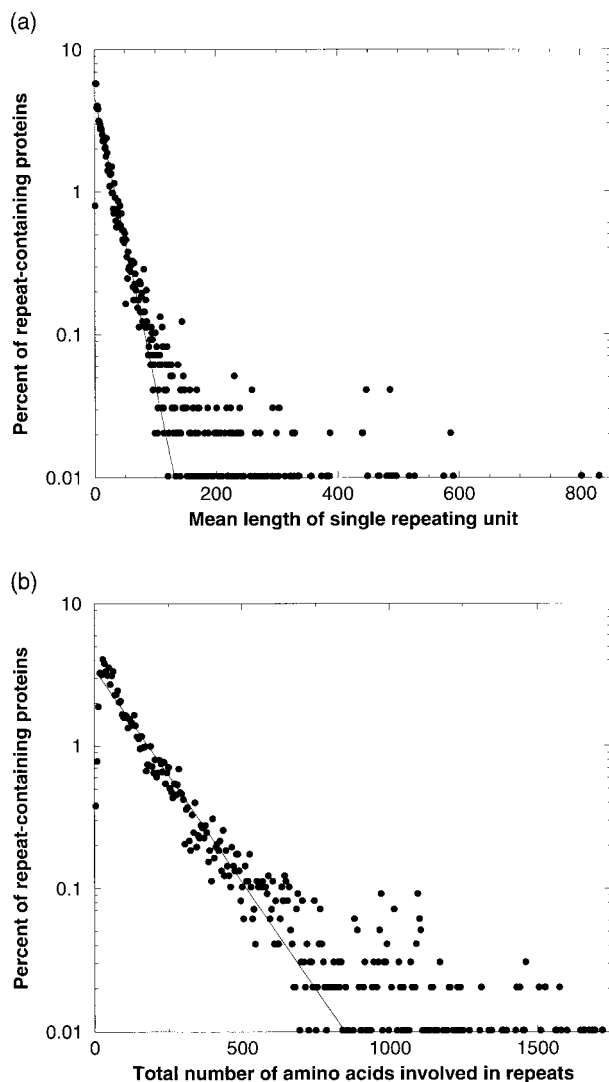 (a)
10
1
0.1
0.01
Percent of repeat-containing proteins
0 200 400 600 800
Mean length of single repeating unit
(b)
10
1
0.1
0.01
Percent of repeat-containing proteins
0 500 1000 1500
Total number of amino acids involved in repeats